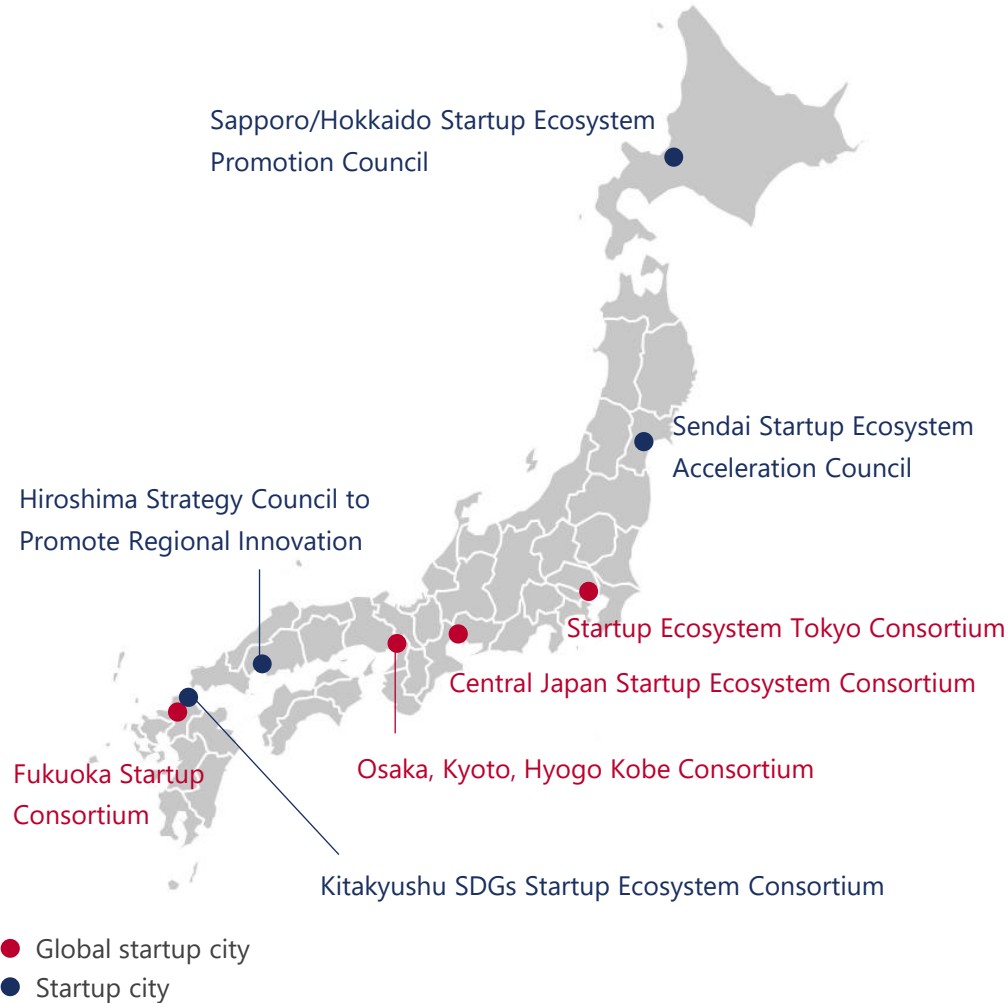 Sapporo/Hokkaido Startup Ecosystem
Promotion Council
Sendai Startup Ecosystem
Acceleration Council
Hiroshima Strategy Council to
Promote Regional Innovation
Startup Ecosystem Tokyo Consortium
Central Japan Startup Ecosystem Consortium
Osaka, Kyoto, Hyogo Kobe Consortium
Fukuoka Startup
Consortium
Kitakyushu SDGs Startup Ecosystem Consortium
Global startup city
Startup city